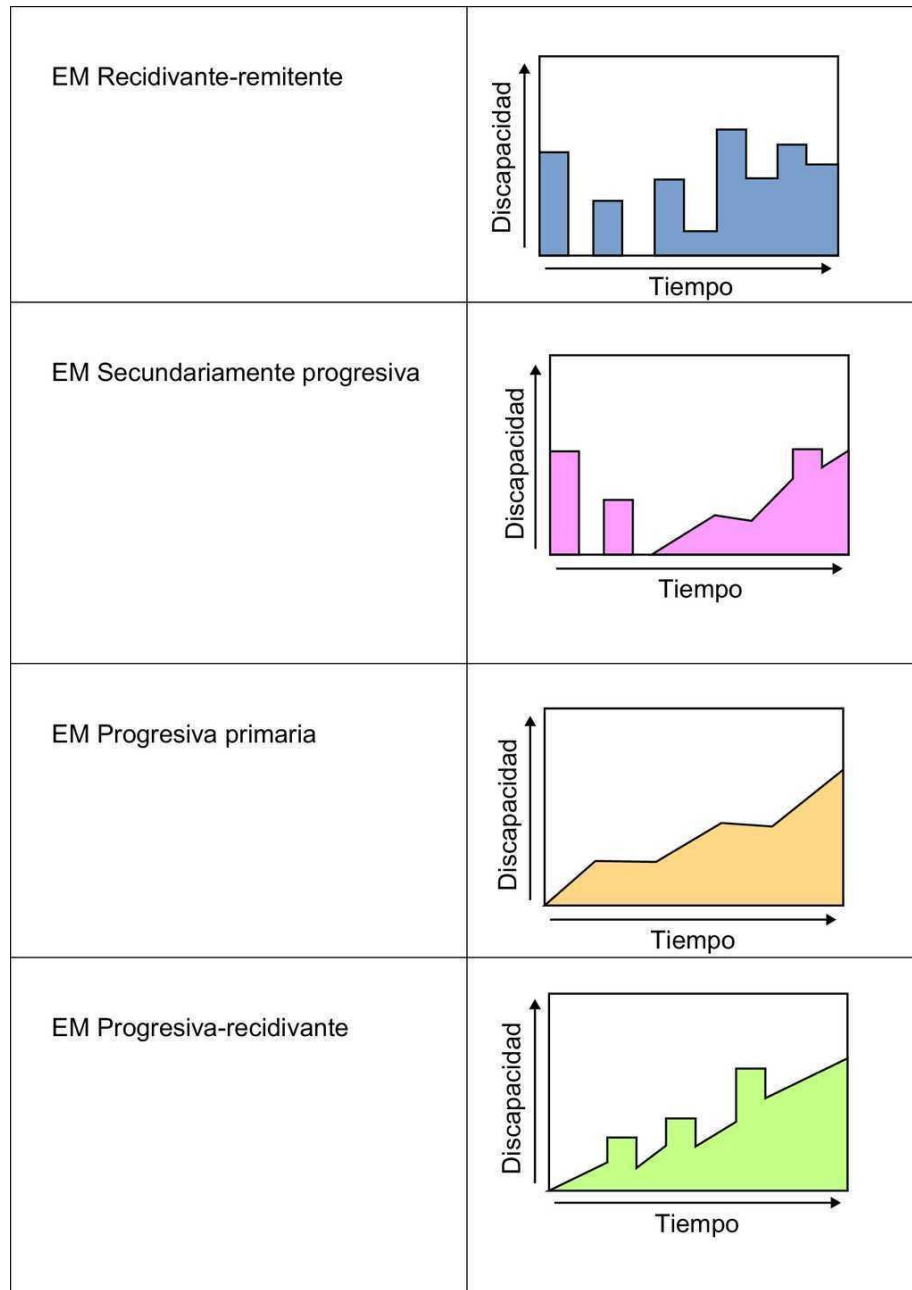 EM Recidivante-remitente
Discapacidad
Tiempo
EM Secundariamente progresiva
Discapacidad
Tiempo
EM Progresiva primaria
Discapacidad
Tiempo
EM Progresiva-recidivante
Discapacidad
Tiempo